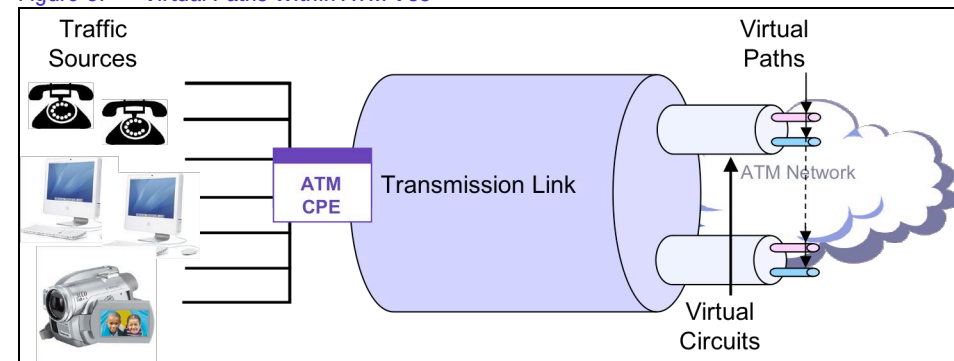 Traffic
Sources
Virtual
Paths
ATM
CPE
Transmission Link
ATM Network
Virtual
Circuits